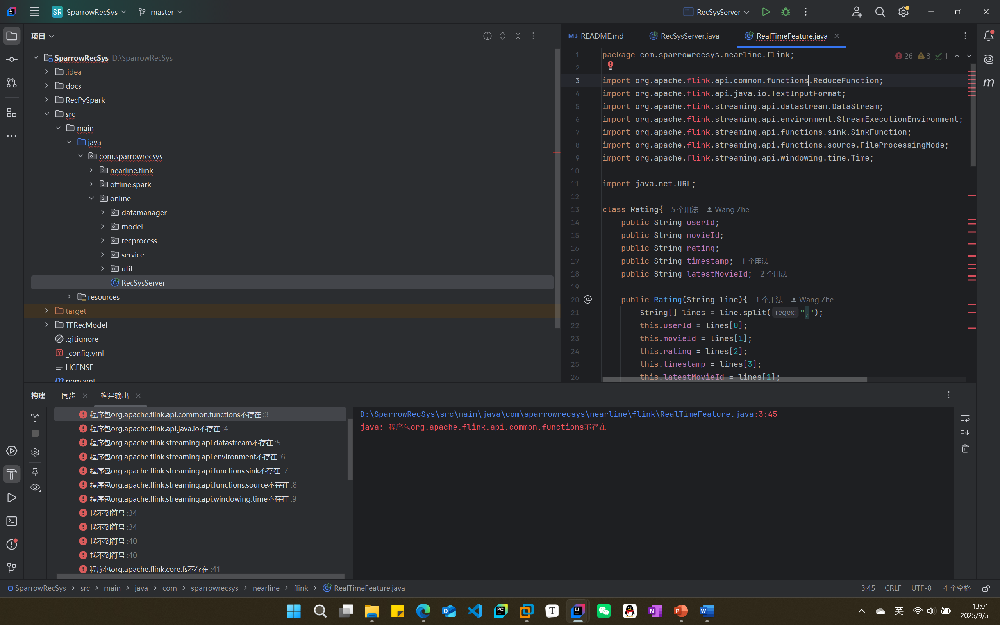 SR SparrowRecSys master RecSysServer
项目
SparrowRecSys D:\SparrowRecSys
.idea
docs
RecPySpark
src
main
java
com.sparrowrecsys
nearline.flink
offline.spark
online
datamanager
model
recprocess
service
util
RecSysServer
resources
target
TFRecModel
.gitignore
_config.yml
LICENSE
pom.xml
README.md RecSysServer.java RealTimeFeature.java
26 3 1
1 package com.sparrowrecsys.nearline.flink;
2
3 import org.apache.flink.api.common.functions.ReduceFunction;
4 import org.apache.flink.api.java.io.TextInputFormat;
5 import org.apache.flink.streaming.api.datastream.DataStream;
6 import org.apache.flink.streaming.api.environment.StreamExecutionEnvironment;
7 import org.apache.flink.streaming.api.functions.sink.SinkFunction;
8 import org.apache.flink.streaming.api.functions.source.FileProcessingMode;
9 import org.apache.flink.streaming.api.windowing.time.Time;
10
11 import java.net.URL;
12
13 class Rating{ 5 个用法 Wang Zhe
14 public String userId;
15 public String movieId;
16 public String rating;
17 public String timestamp; 1 个用法
18 public String latestMovieId; 2 个用法
19
20 public Rating(String line){ 1 个用法 Wang Zhe
21 String[] lines = line.split( regex: ",");
22 this.userId = lines[0];
23 this.movieId = lines[1];
24 this.rating = lines[2];
25 this.timestamp = lines[3];
26 this.latestMovieId = lines[1];
构建 同步 构建输出
程序包org.apache.flink.api.common.functions不存在 :3
程序包org.apache.flink.api.java.io不存在 :4
程序包org.apache.flink.streaming.api.datastream不存在 :5
程序包org.apache.flink.streaming.api.environment不存在 :6
程序包org.apache.flink.streaming.api.functions.sink不存在 :7
程序包org.apache.flink.streaming.api.functions.source不存在 :8
程序包org.apache.flink.streaming.api.windowing.time不存在 :9
找不到符号 :34
找不到符号 :34
找不到符号 :40
找不到符号 :40
程序包org.apache.flink.core.fs不存在 :41
D:\SparrowRecSys\src\main\java\com\sparrowrecsys\nearline\flink\RealTimeFeature.java:3:45
java: 程序包org.apache.flink.api.common.functions不存在
SparrowRecSys > src > main > java > com > sparrowrecsys > nearline > flink > RealTimeFeature.java
3:45 CRLF UTF-8 4 个空格
英
13:01
2025/9/5